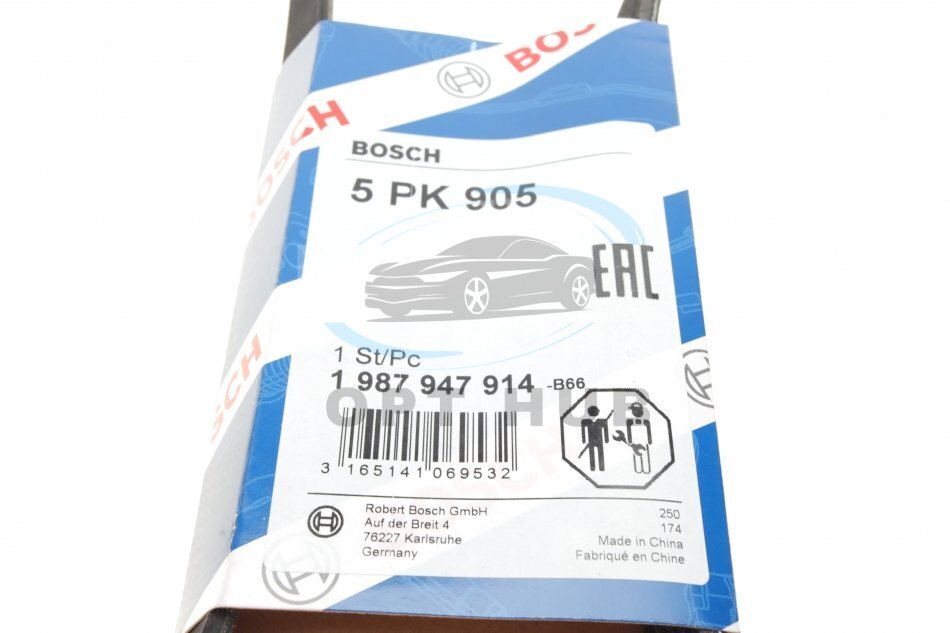 BOSCH
BOSCH
BOSCH
5 PK 905
EAC
1 St/Pc
1 987 947 914 -B66
OPT HUB
3 165141 069532
Robert Bosch GmbH
Auf der Breit 4
76227 Karlsruhe
Germany
250
174
Made in China
Fabriqué en Chine
BOSCH
BOSCH